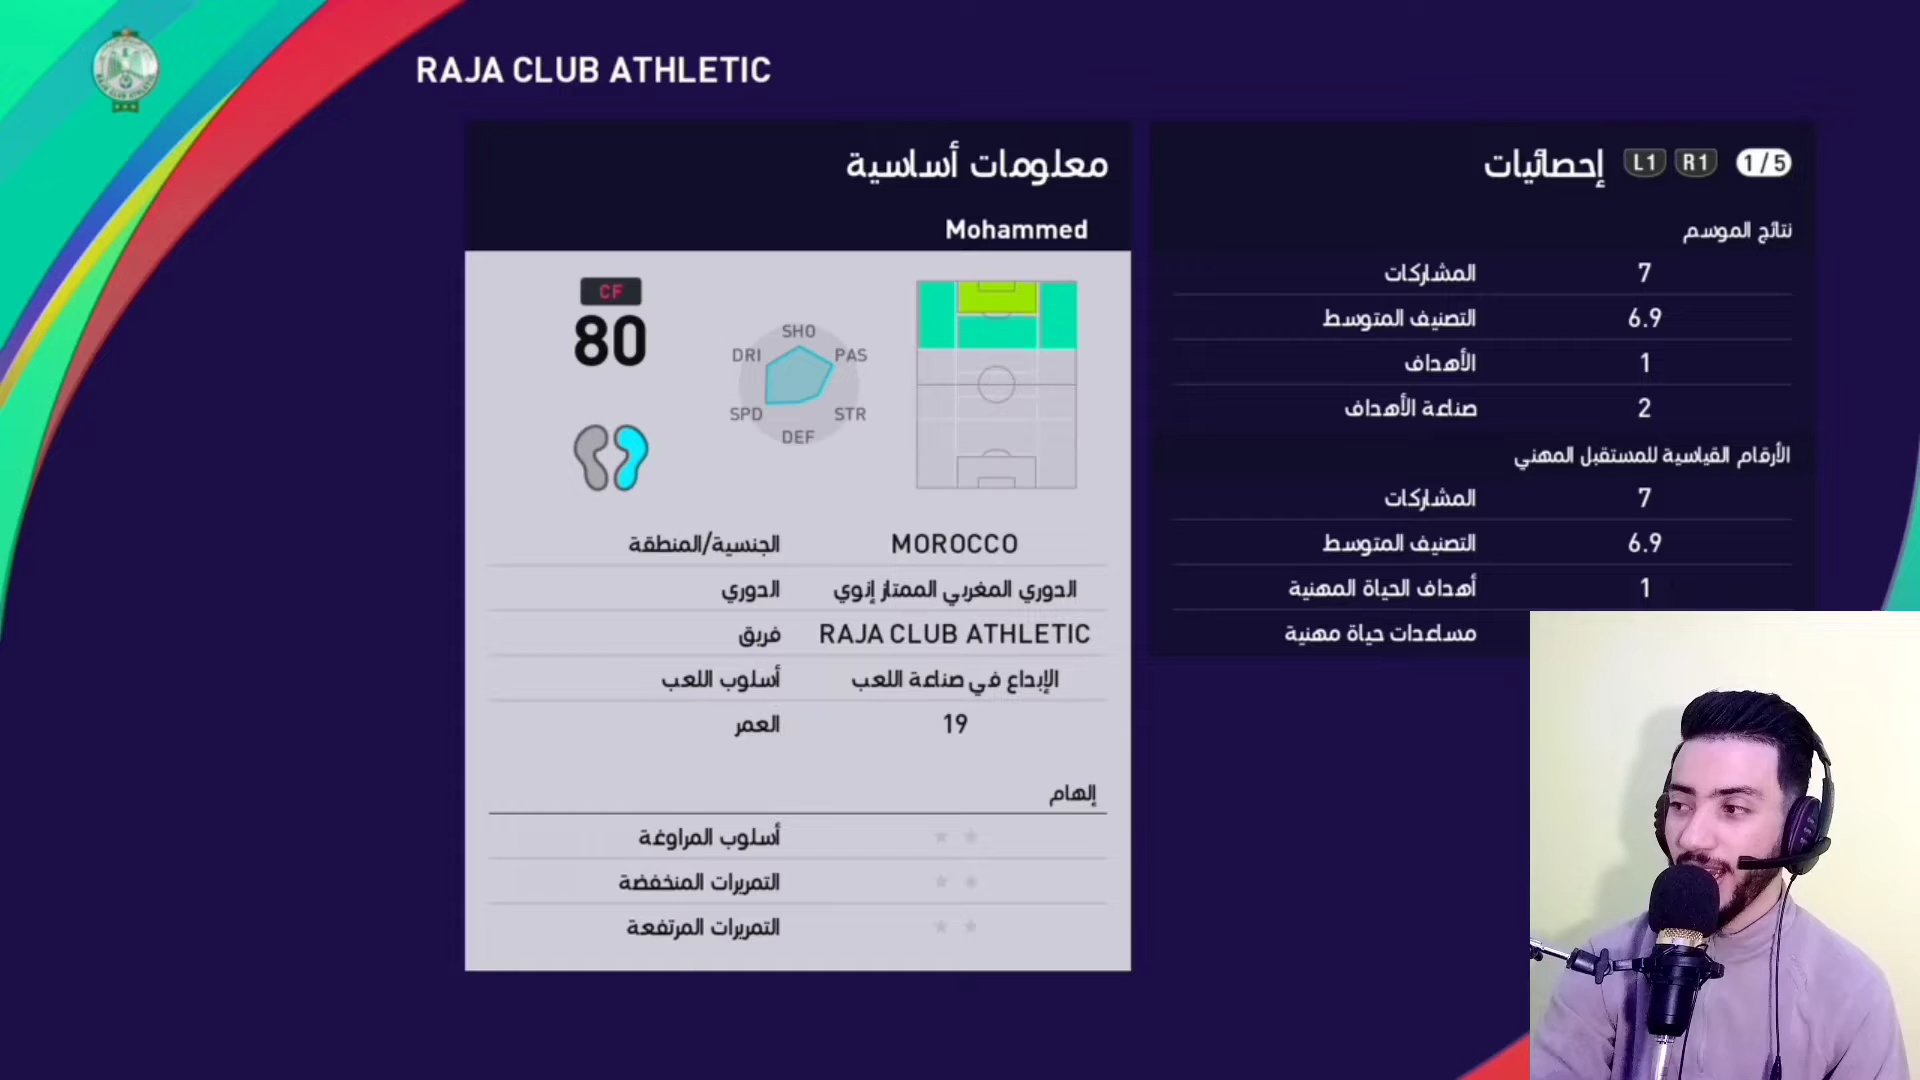 RAJA CLUB ATHLETIC
معلومات أساسية
Mohammed
CF
80
SHO
DRI PAS
SPD STR
DEF
الجنسية/المنطقة MOROCCO
الدوري الدوري المغربي الممتاز إنوي
فريق RAJA CLUB ATHLETIC
أسلوب اللعب الإبداع في صناعة اللعب
العمر 19
إلهام
أسلوب المراوغة
التمريرات المنخفضة
التمريرات المرتفعة
إحصائيات L1 R1 1/5
نتائج الموسم
المشاركات 7
التصنيف المتوسط 6.9
الأهداف 1
صناعة الأهداف 2
الأرقام القياسية للمستقبل المهني
المشاركات 7
التصنيف المتوسط 6.9
أهداف الحياة المهنية 1
مساعدات حياة مهنية